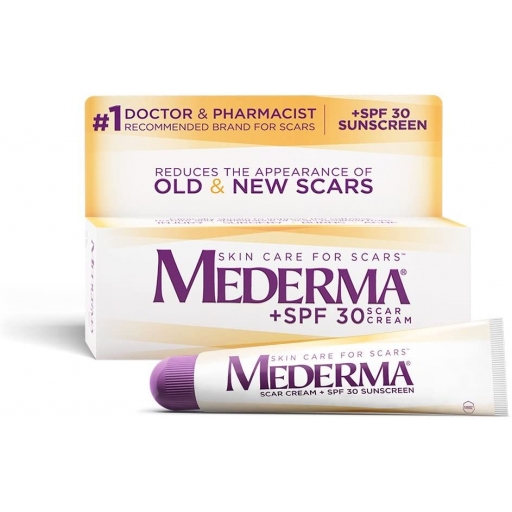 #1 DOCTOR & PHARMACIST
RECOMMENDED BRAND FOR SCARS
+SPF 30
SUNSCREEN
REDUCES THE APPEARANCE OF
OLD & NEW SCARS
SKIN CARE FOR SCARS™
MEDERMA®
+SPF 30 SCAR
CREAM
SKIN CARE FOR SCARS™
MEDERMA®
SCAR CREAM + SPF 30 SUNSCREEN